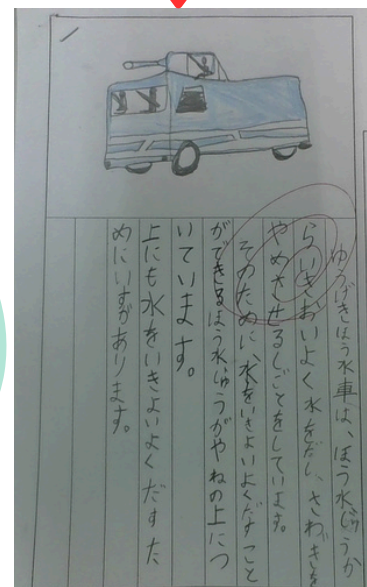 ゆうげきほう水車は、ほう水じゅうか
らいきおいよく水をだし、さわぎを
やめさせるしごとをしています。
そのために、水をいきよいよくだすこと
ができるほう水じゅうがやねの上につ
いています。
上にも水をいきよいよくだすた
めにいすがあります。